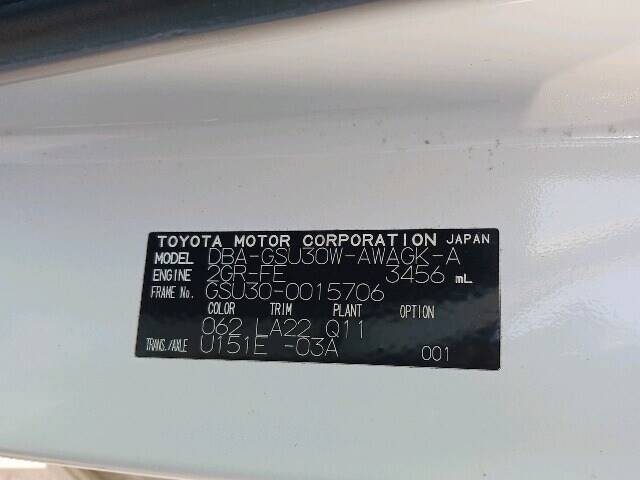 TOYOTA MOTOR CORPORATION JAPAN
MODEL DBA-GSU30W-AWAGK-A
ENGINE 2GR-FE 3456 mL
FRAME No. GSU30-0015706
COLOR TRIM PLANT OPTION
062 LA22 Q11
TRANS./AXLE U151E -03A 001